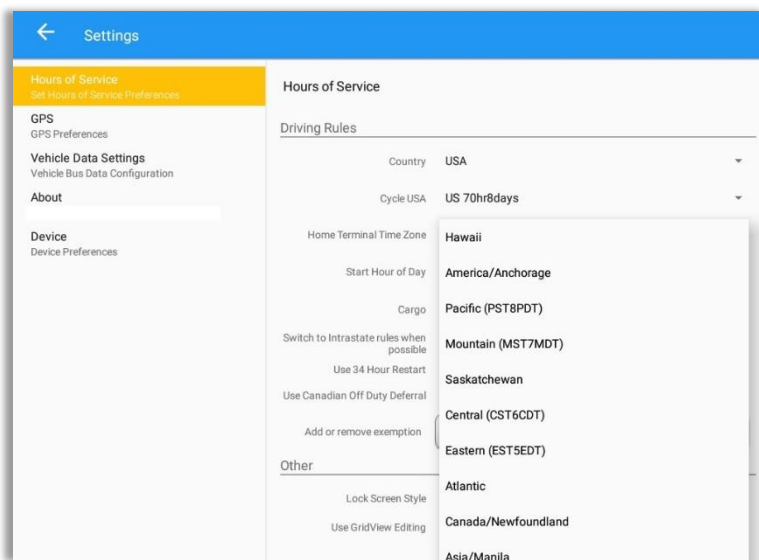 Settings
Hours of Service
Set Hours of Service Preferences
GPS
GPS Preferences
Vehicle Data Settings
Vehicle Bus Data Configuration
About
Device
Device Preferences
Hours of Service
Driving Rules
Country
USA
Cycle USA
US 70hr8days
Home Terminal Time Zone
Start Hour of Day
Cargo
Switch to Intrastate rules when
possible
Use 34 Hour Restart
Use Canadian Off Duty Deferral
Add or remove exemption
Other
Lock Screen Style
Use GridView Editing
Hawaii
America/Anchorage
Pacific (PST8PDT)
Mountain (MST7MDT)
Saskatchewan
Central (CST6CDT)
Eastern (EST5EDT)
Atlantic
Canada/Newfoundland
Asia/Manila